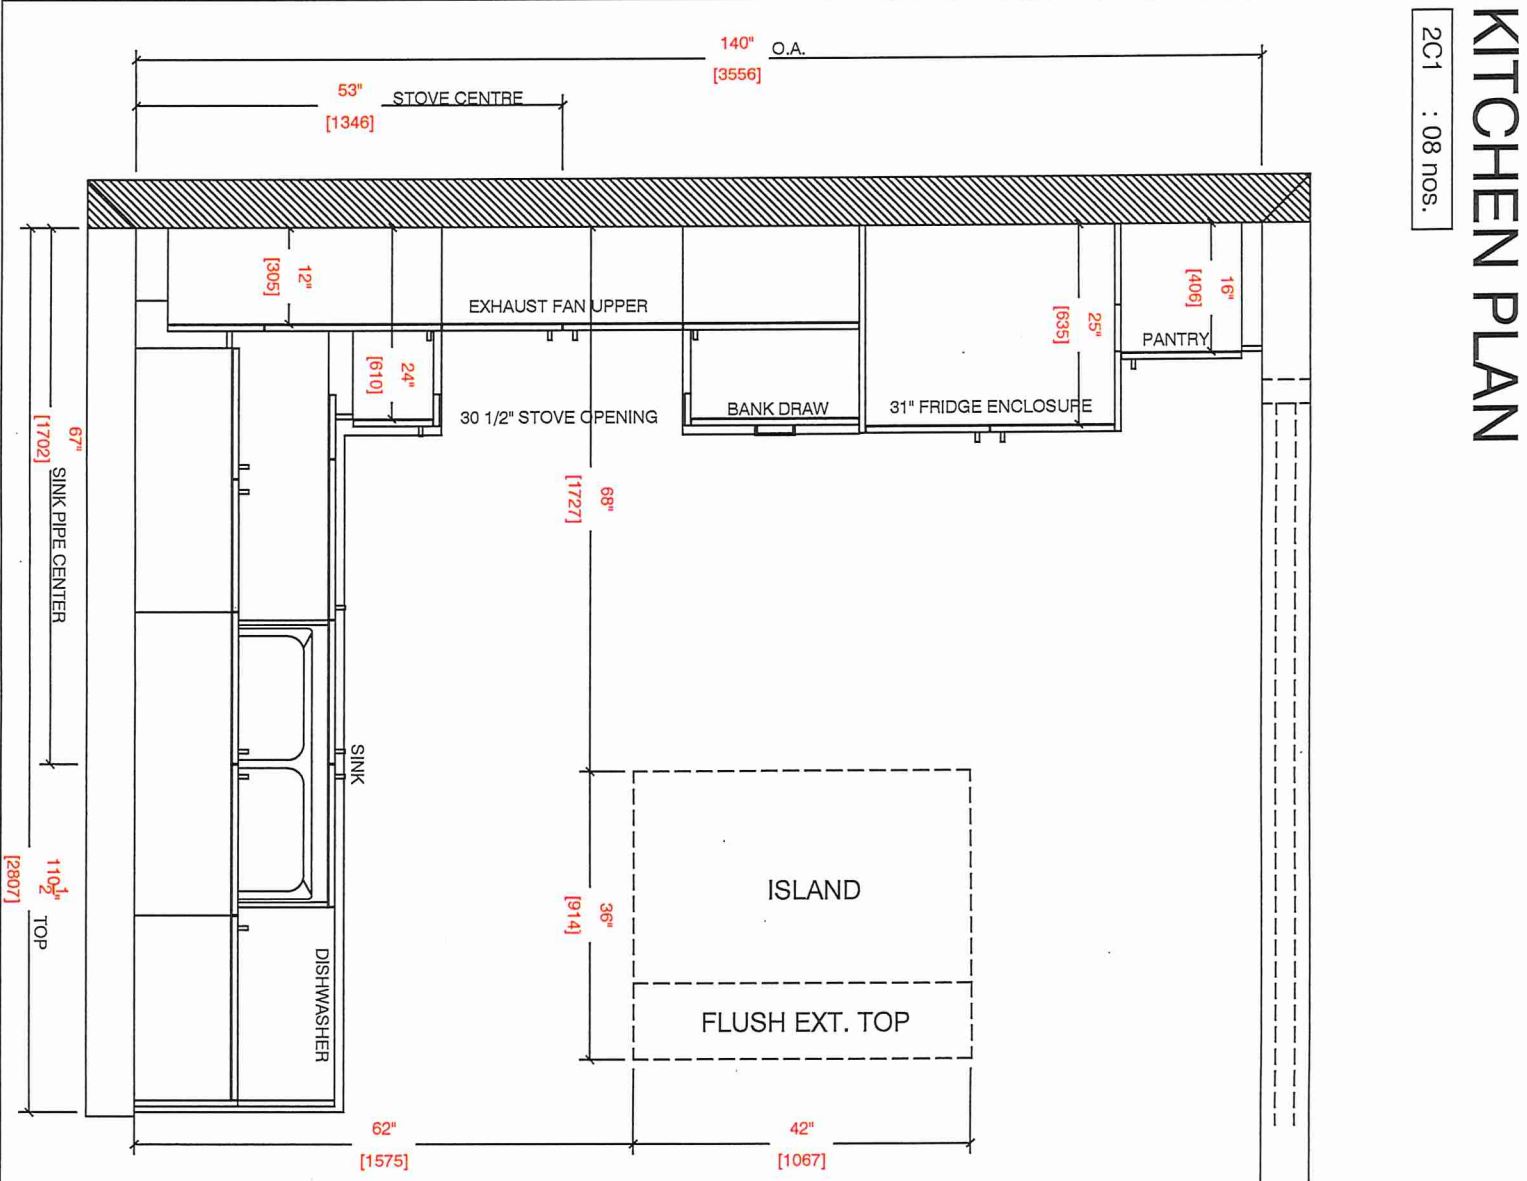 KITCHEN PLAN
2C1 : 08 nos.
140" O.A.
[3556]
53" STOVE CENTRE
[1346]
12"
[305]
EXHAUST FAN UPPER
24"
[610]
30 1/2" STOVE OPENING
BANK DRAW
31" FRIDGE ENCLOSURE
25"
[635]
16"
[406]
PANTRY
68"
[1727]
67" SINK PIPE CENTER
[1702]
SINK
110 1/2" TOP
[2807]
DISHWASHER
36"
[914]
ISLAND
FLUSH EXT. TOP
62"
[1575]
42"
[1067]